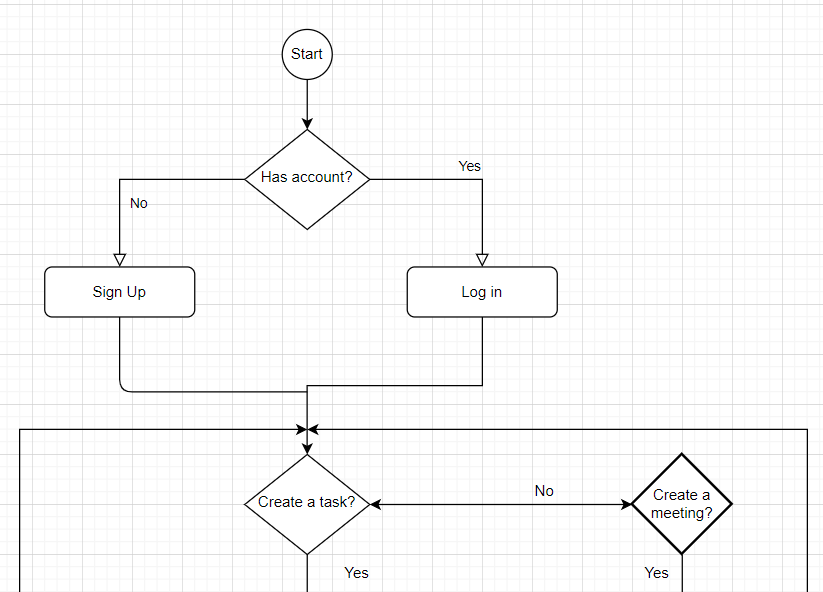 Start
Has account?
Yes
No
Sign Up
Log in
No
Create a task?
Create a
meeting?
Yes
Yes